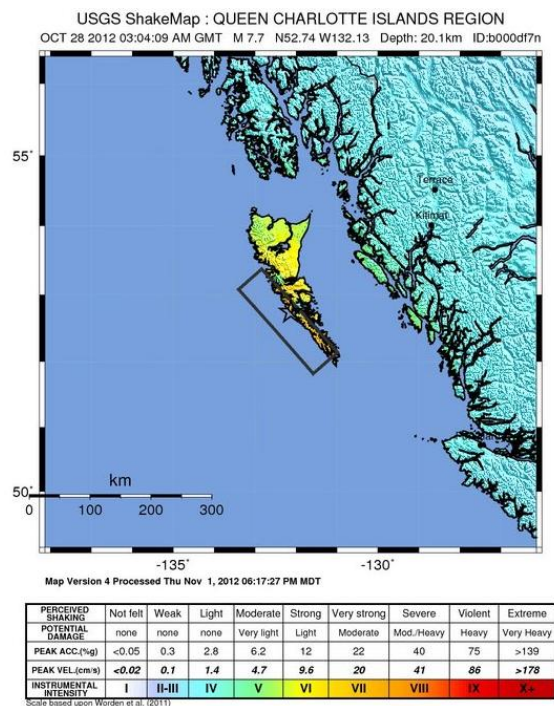 USGS ShakeMap : QUEEN CHARLOTTE ISLANDS REGION
OCT 28 2012 03:04:09 AM GMT M 7.7 N52.74 W132.13 Depth: 20.1km ID:b000df7n
55°
Terrace
Kitimat
50°
km
0 100 200 300
-135° -130°
Map Version 4 Processed Thu Nov 1, 2012 06:17:27 PM MDT
PERCEIVED SHAKING Not felt Weak Light Moderate Strong Very strong Severe Violent Extreme
POTENTIAL DAMAGE none none none Very light Light Moderate Mod./Heavy Heavy Very Heavy
PEAK ACC.(%g) <0.05 0.3 2.8 6.2 12 22 40 75 >139
PEAK VEL.(cm/s) <0.02 0.1 1.4 4.7 9.6 20 41 86 >178
INSTRUMENTAL INTENSITY I II-III IV V VI VII VIII IX X+
Scale based upon Worden et al. (2011)